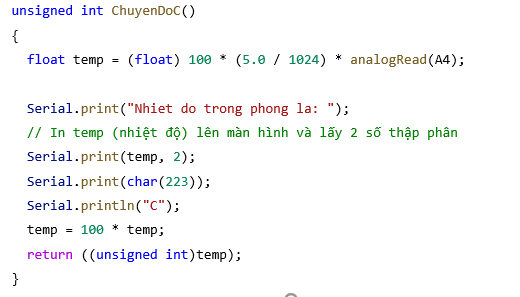 unsigned int ChuyenDoC()
{
float temp = (float) 100 * (5.0 / 1024) * analogRead(A4);
Serial.print("Nhiet do trong phong la: ");
// In temp (nhiệt độ) lên màn hình và lấy 2 số thập phân
Serial.print(temp, 2);
Serial.print(char(223));
Serial.println("C");
temp = 100 * temp;
return ((unsigned int)temp);
}